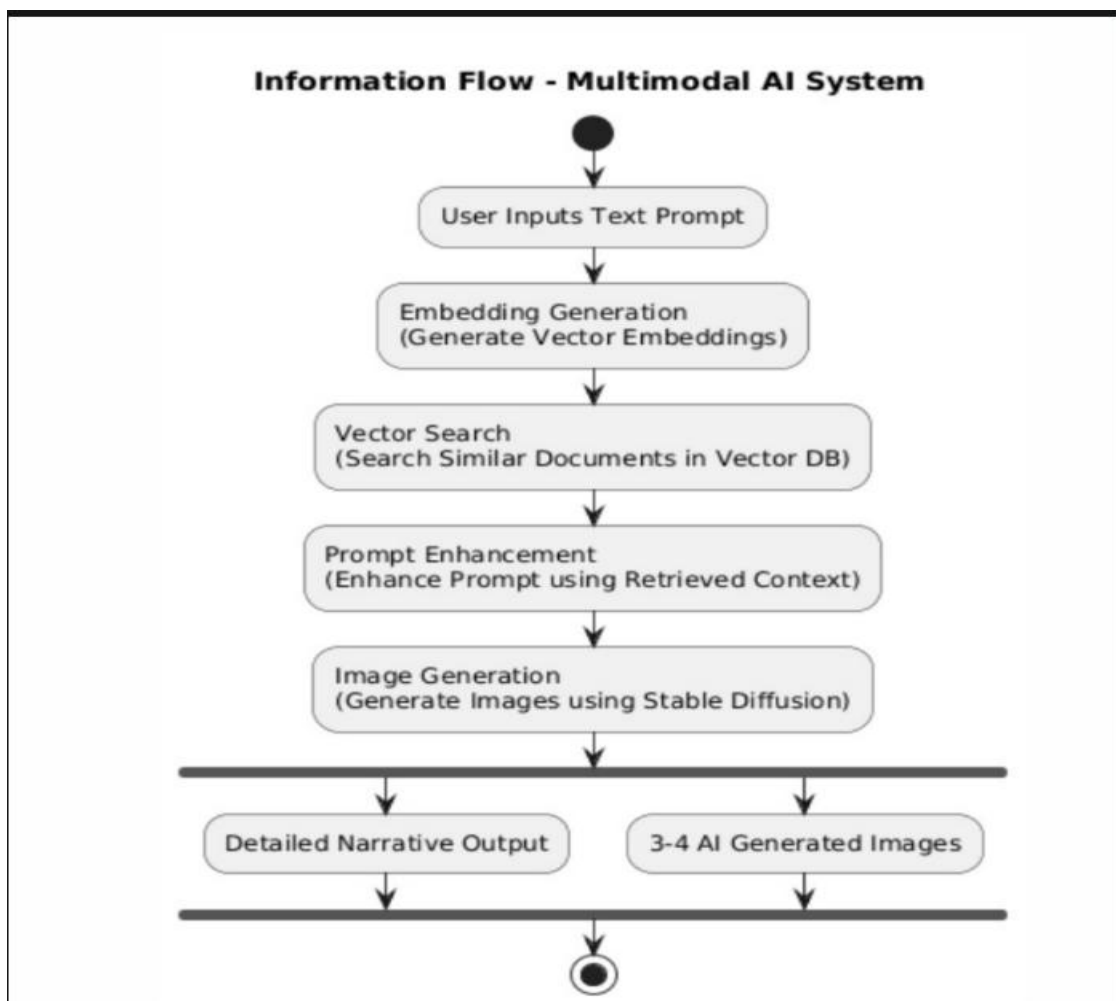 Information Flow - Multimodal AI System
User Inputs Text Prompt
Embedding Generation
(Generate Vector Embeddings)
Vector Search
(Search Similar Documents in Vector DB)
Prompt Enhancement
(Enhance Prompt using Retrieved Context)
Image Generation
(Generate Images using Stable Diffusion)
Detailed Narrative Output
3-4 AI Generated Images